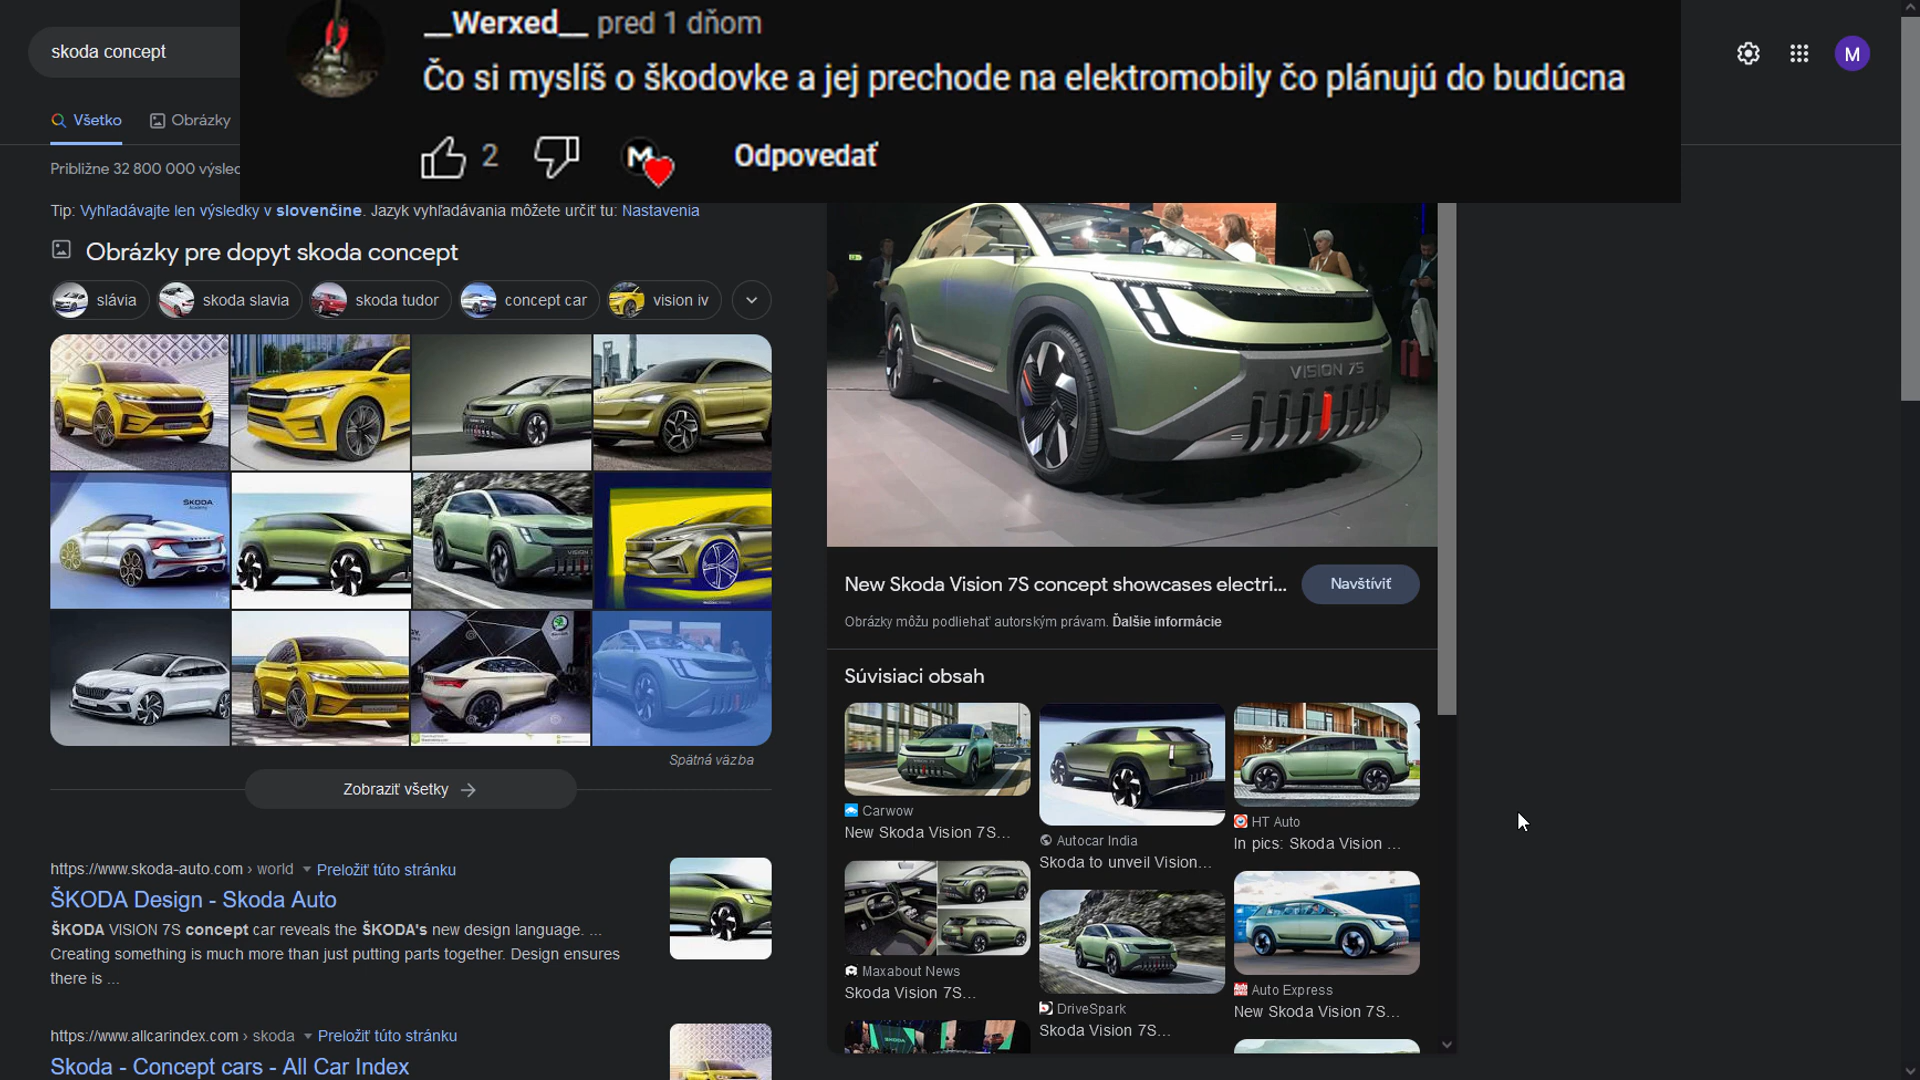 skoda concept
__Werxed__ pred 1 dňom
Čo si myslíš o škodovke a jej prechode na elektromobily čo plánujú do budúcna
2
Odpovedať
M
Všetko
Obrázky
Približne 32 800 000 výsled
Tip: Vyhľadávajte len výsledky v slovenčine. Jazyk vyhľadávania môžete určiť tu: Nastavenia
Obrázky pre dopyt skoda concept
slávia
skoda slavia
skoda tudor
concept car
vision iv
ŠKODA
Academy
Spätná väzba
Zobraziť všetky
https://www.skoda-auto.com › world
Preložiť túto stránku
ŠKODA Design - Skoda Auto
ŠKODA VISION 7S concept car reveals the ŠKODA's new design language. ...
Creating something is much more than just putting parts together. Design ensures
there is ...
https://www.allcarindex.com › skoda
Preložiť túto stránku
Skoda - Concept cars - All Car Index
VISION 7S
New Skoda Vision 7S concept showcases electri...
Navštíviť
Obrázky môžu podliehať autorským právam. Ďalšie informácie
Súvisiaci obsah
Carwow
New Skoda Vision 7S...
Autocar India
Skoda to unveil Vision...
HT Auto
In pics: Skoda Vision ...
Maxabout News
Skoda Vision 7S...
DriveSpark
Skoda Vision 7S...
Auto Express
New Skoda Vision 7S...